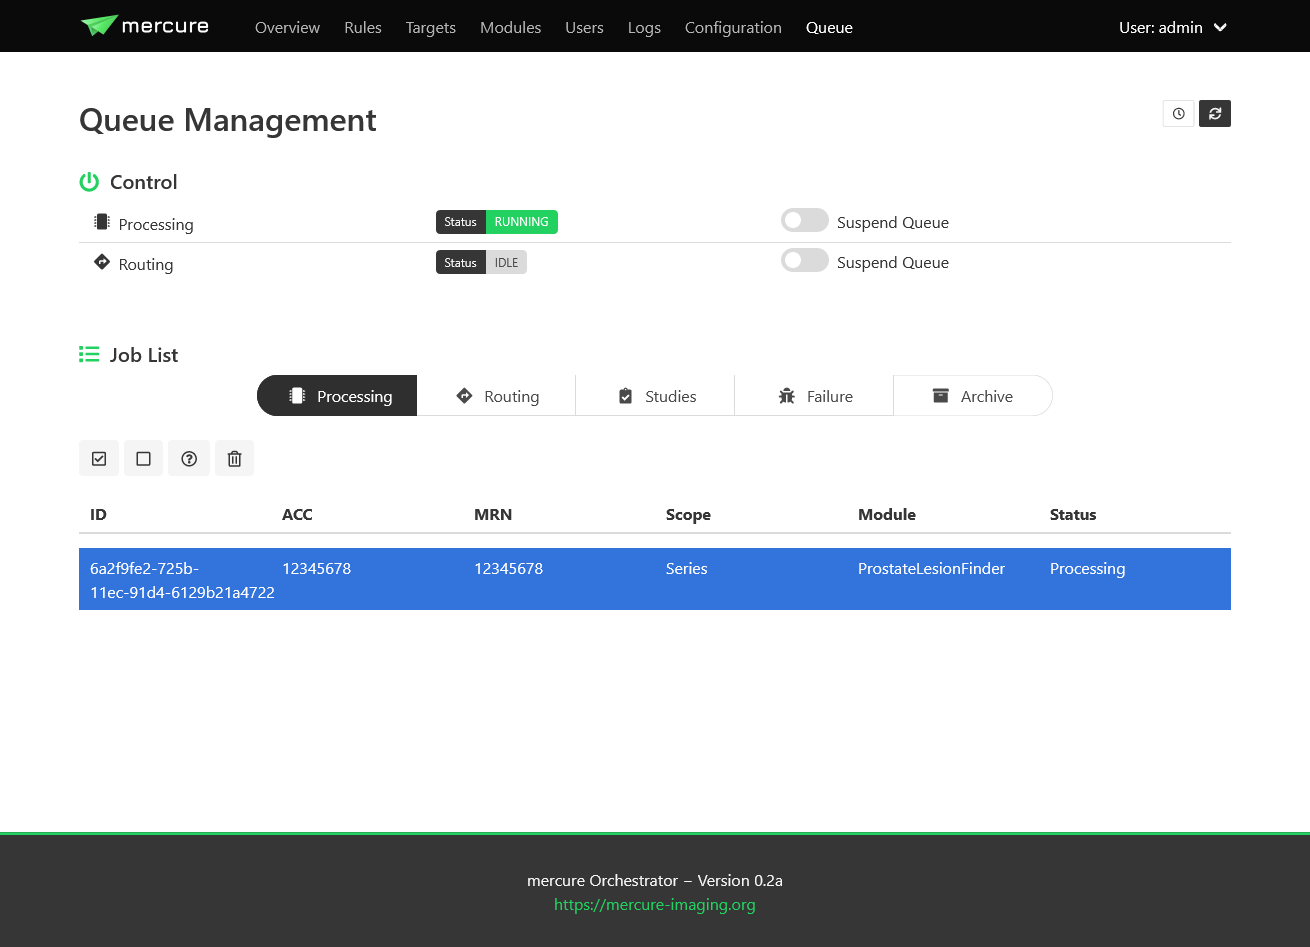 mercure Overview Rules Targets Modules Users Logs Configuration Queue User: admin
Queue Management
Control
Processing Status RUNNING Suspend Queue
Routing Status IDLE Suspend Queue
Job List
Processing Routing Studies Failure Archive
ID ACC MRN Scope Module Status
6a2f9fe2-725b- 12345678 12345678 Series ProstateLesionFinder Processing
11ec-91d4-6129b21a4722
mercure Orchestrator – Version 0.2a
https://mercure-imaging.org